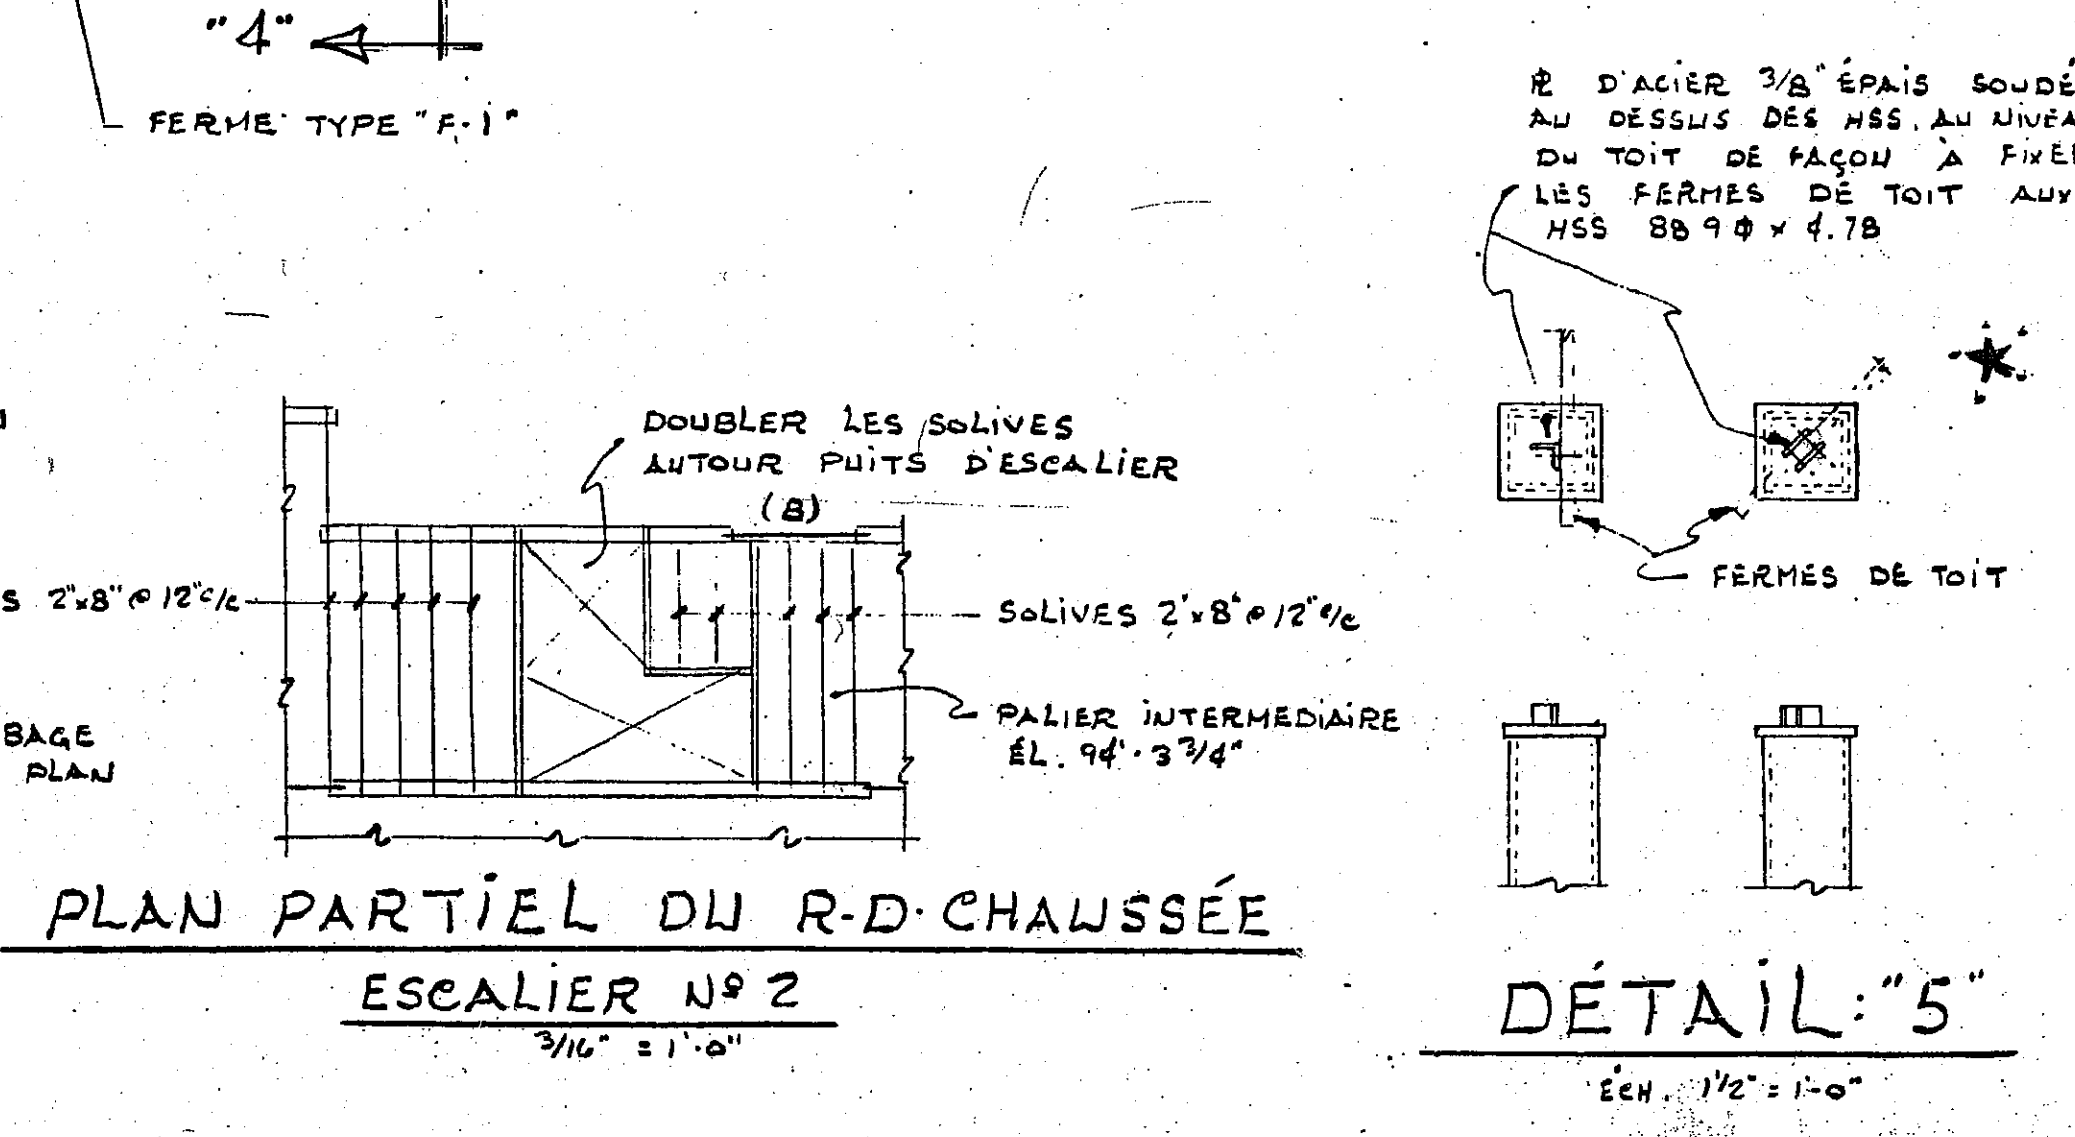 "4"
FERME TYPE "F-1"
℄ D'ACIER 3/8" ÉPAIS SOUDÉ
AU DESSUS DES HSS. AU NIVEA
DU TOIT DE FAÇON À FIXE
LES FERMES DE TOIT AUX
HSS 88 9 ф x 4.78
DOUBLER LES SOLIVES
AUTOUR PUITS D'ESCALIER
(B)
S 2"x8" @ 12" c/c
SOLIVES 2"x8" @ 12" c/c
FERMES DE TOIT
BAGE
PLAN
PALIER INTERMEDIAIRE
ÉL. 94'-3 3/4"
PLAN PARTIEL DU R-D-CHAUSSÉE
ESCALIER Nº 2
3/16" = 1'-0"
DÉTAIL: "5"
ÉCH. 1 1/2" = 1'-0"